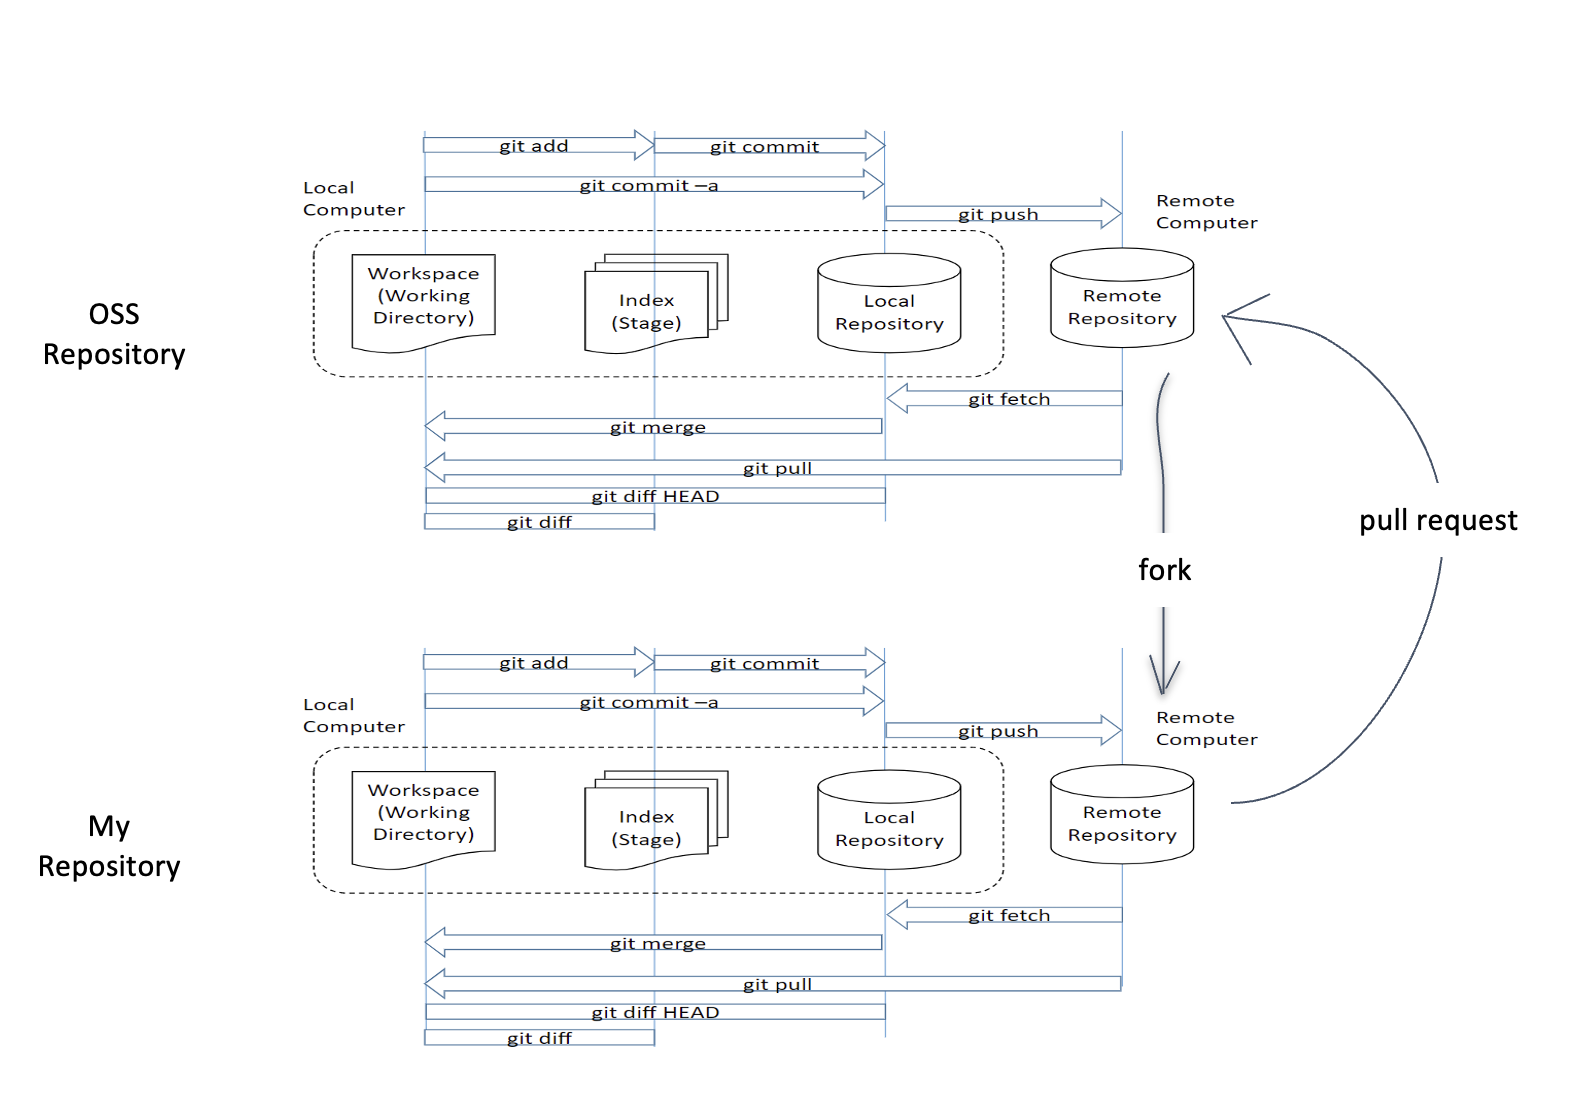 git add
git commit
git commit –a
Local
Computer
git push
Remote
Computer
OSS
Repository
Workspace
(Working
Directory)
Index
(Stage)
Local
Repository
Remote
Repository
git fetch
git merge
git pull
git diff HEAD
git diff
pull request
fork
git add
git commit
git commit –a
Local
Computer
git push
Remote
Computer
My
Repository
Workspace
(Working
Directory)
Index
(Stage)
Local
Repository
Remote
Repository
git fetch
git merge
git pull
git diff HEAD
git diff